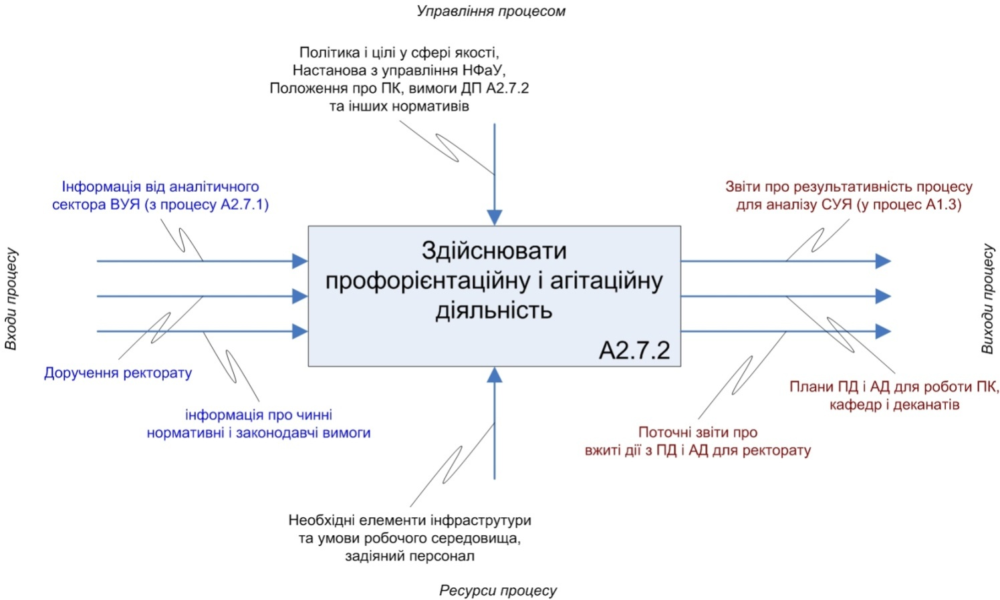 Управління процесом
Політика і цілі у сфері якості,
Настанова з управління НФаУ,
Положення про ПК, вимоги ДП А2.7.2
та інших нормативів
Інформація від аналітичного
сектора ВУЯ (з процесу А2.7.1)
Звіти про результативність процесу
для аналізу СУЯ (у процес А1.3)
Входи процесу
Здійснювати
профорієнтаційну і агітаційну
діяльність
А2.7.2
Виходи процесу
Доручення ректорату
інформація про чинні
нормативні і законодавчі вимоги
Плани ПД і АД для роботи ПК,
кафедр і деканатів
Поточні звіти про
вжиті дії з ПД і АД для ректорату
Необхідні елементи інфраструтури
та умови робочого середовища,
задіяний персонал
Ресурси процесу